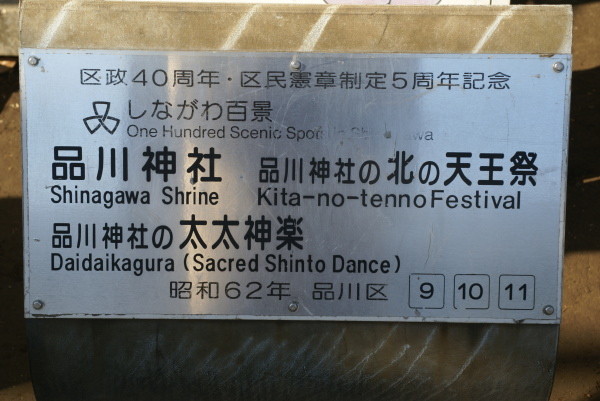 区政40周年・区民憲章制定5周年記念
しながわ百景
One Hundred Scenic
品川神社 品川神社の北の天王祭
Shinagawa Shrine Kita-no-tenno Festival
品川神社の太太神楽
Daidaikagura (Sacred Shinto Dance)
昭和62年 品川区 9 10 11